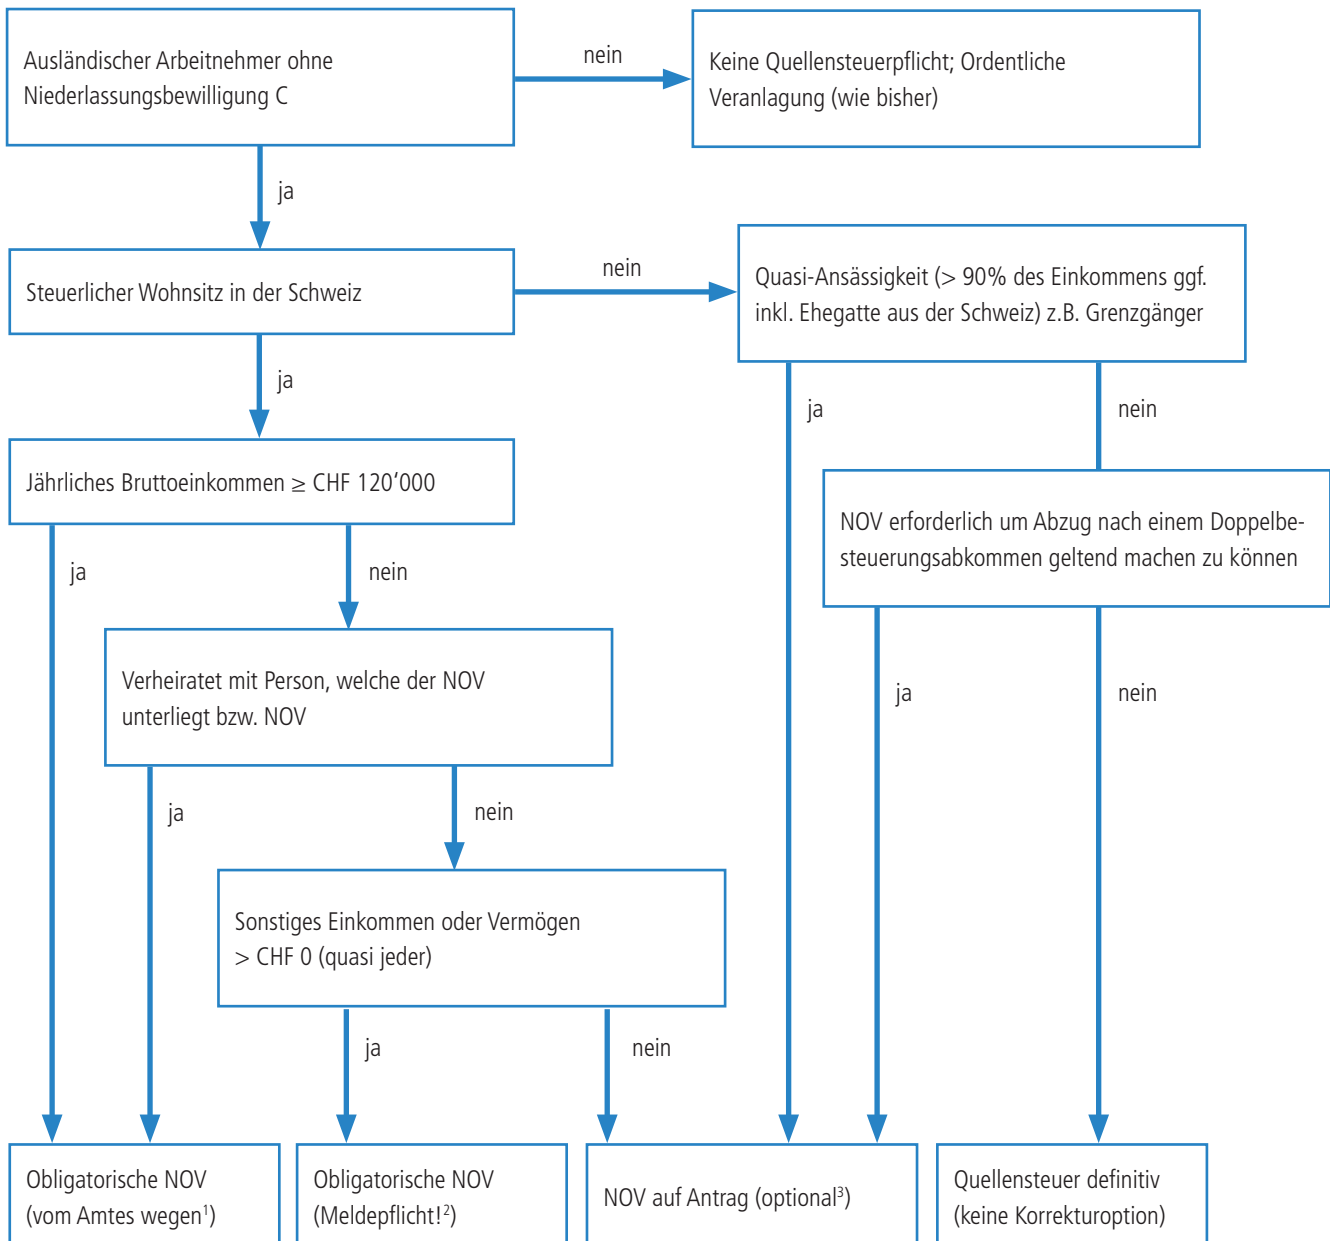 Ausländischer Arbeitnehmer ohne
Niederlassungsbewilligung C
nein
Keine Quellensteuerpflicht; Ordentliche
Veranlagung (wie bisher)
ja
Steuerlicher Wohnsitz in der Schweiz
nein
Quasi-Ansässigkeit (> 90% des Einkommens ggf.
inkl. Ehegatte aus der Schweiz) z.B. Grenzgänger
ja
ja
nein
Jährliches Bruttoeinkommen ≥ CHF 120‘000
NOV erforderlich um Abzug nach einem Doppelbe-
steuerungsabkommen geltend machen zu können
ja
nein
Verheiratet mit Person, welche der NOV
unterliegt bzw. NOV
ja
nein
ja
nein
Sonstiges Einkommen oder Vermögen
> CHF 0 (quasi jeder)
ja
nein
Obligatorische NOV
(vom Amtes wegen¹)
Obligatorische NOV
(Meldepflicht!²)
NOV auf Antrag (optional³)
Quellensteuer definitiv
(keine Korrekturoption)